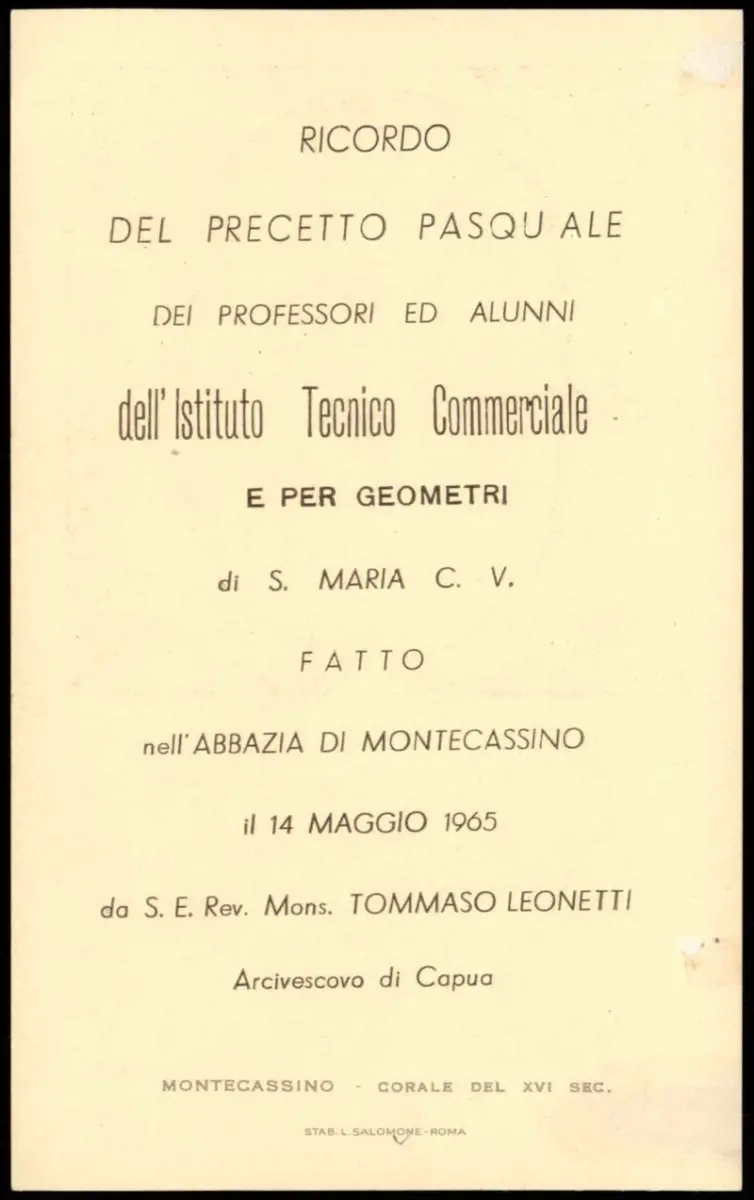 RICORDO
DEL PRECETTO PASQUALE
DEI PROFESSORI ED ALUNNI
dell'Istituto Tecnico Commerciale
E PER GEOMETRI
di S. MARIA C. V.
FATTO
nell'ABBAZIA DI MONTECASSINO
il 14 MAGGIO 1965
da S. E. Rev. Mons. TOMMASO LEONETTI
Arcivescovo di Capua
MONTECASSINO - CORALE DEL XVI SEC.
STAB. L. SALOMONE-ROMA